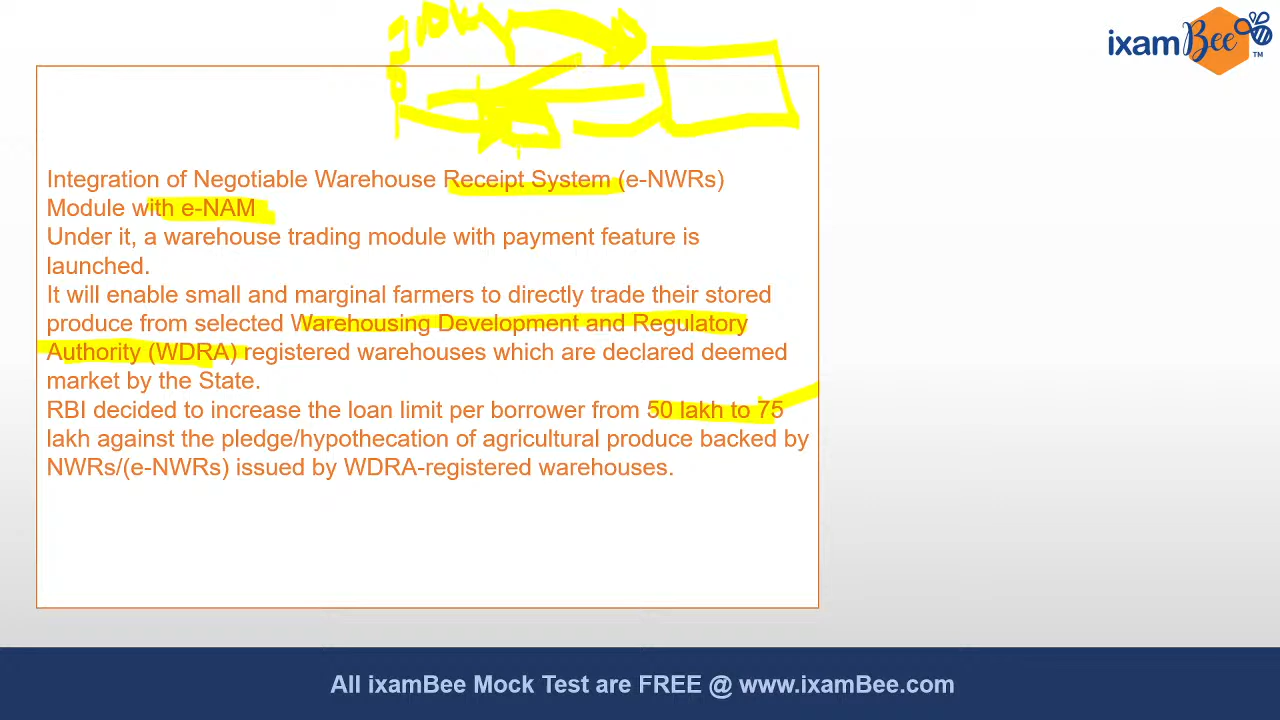 ixamBee
TM
Integration of Negotiable Warehouse Receipt System (e-NWRs)
Module with e-NAM
Under it, a warehouse trading module with payment feature is
launched.
It will enable small and marginal farmers to directly trade their stored
produce from selected Warehousing Development and Regulatory
Authority (WDRA) registered warehouses which are declared deemed
market by the State.
RBI decided to increase the loan limit per borrower from 50 lakh to 75
lakh against the pledge/hypothecation of agricultural produce backed by
NWRs/(e-NWRs) issued by WDRA-registered warehouses.
All ixamBee Mock Test are FREE @ www.ixamBee.com